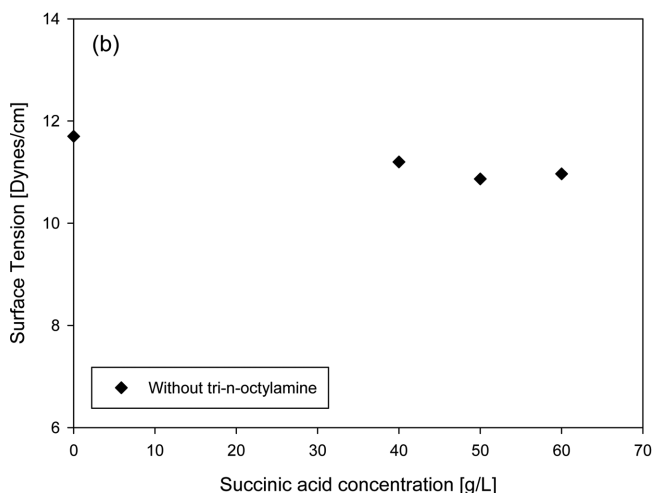 (b)
Surface Tension [Dynes/cm]
14
12
10
8
6
Without tri-n-octylamine
0 10 20 30 40 50 60 70
Succinic acid concentration [g/L]